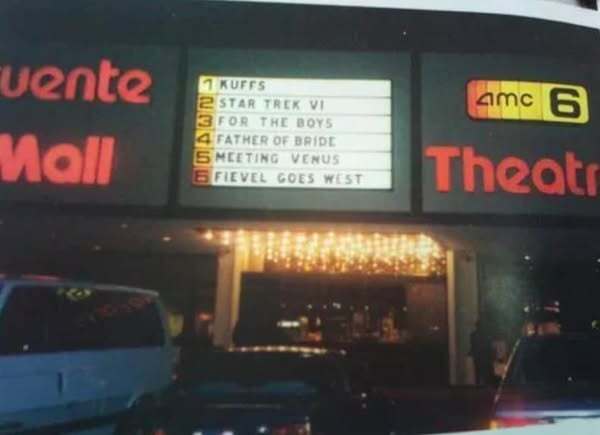 uente
Mall
1 KUFFS
2 STAR TREK VI
3 FOR THE BOYS
4 FATHER OF BRIDE
5 MEETING VENUS
6 FIEVEL GOES WEST
amc 6
Theatr